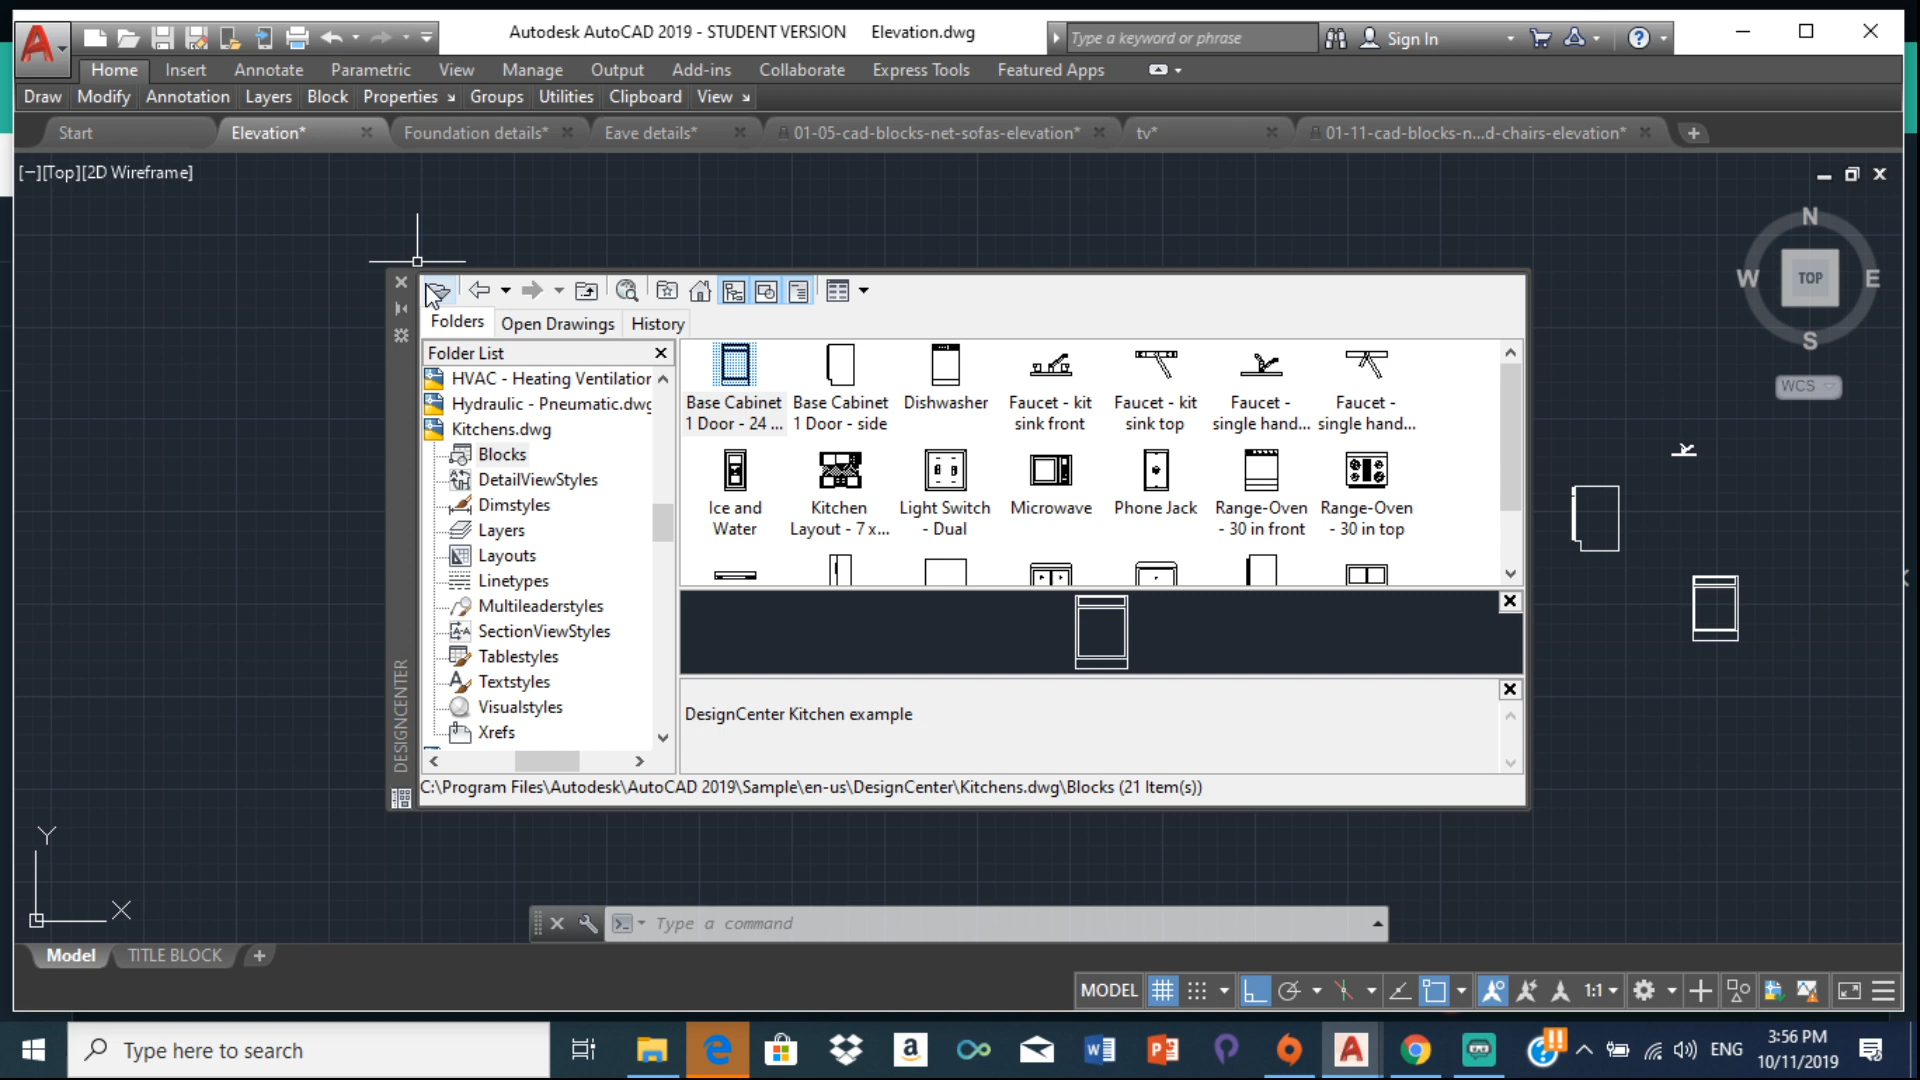 Autodesk AutoCAD 2019 - STUDENT VERSION Elevation.dwg
Type a keyword or phrase
Sign In
Home Insert Annotate Parametric View Manage Output Add-ins Collaborate Express Tools Featured Apps
Draw Modify Annotation Layers Block Properties Groups Utilities Clipboard View
Start Elevation* Foundation details* Eave details* 01-05-cad-blocks-net-sofas-elevation* tv* 01-11-cad-blocks-n...d-chairs-elevation*
[−][Top][2D Wireframe]
N
W TOP E
S
WCS
Folders Open Drawings History
Folder List
HVAC - Heating Ventilation
Hydraulic - Pneumatic.dwg
Kitchens.dwg
Blocks
DetailViewStyles
Dimstyles
Layers
Layouts
Linetypes
Multileaderstyles
SectionViewStyles
Tablestyles
Textstyles
Visualstyles
Xrefs
DESIGNCENTER
Base Cabinet 1 Door - 24 ...
Base Cabinet 1 Door - side
Dishwasher
Faucet - kit sink front
Faucet - kit sink top
Faucet - single hand...
Faucet - single hand...
Ice and Water
Kitchen Layout - 7 x...
Light Switch - Dual
Microwave
Phone Jack
Range-Oven - 30 in front
Range-Oven - 30 in top
DesignCenter Kitchen example
C:\Program Files\Autodesk\AutoCAD 2019\Sample\en-us\DesignCenter\Kitchens.dwg\Blocks (21 Item(s))
Y
X
Type a command
Model TITLE BLOCK
MODEL 1:1
Type here to search
ENG
3:56 PM
10/11/2019